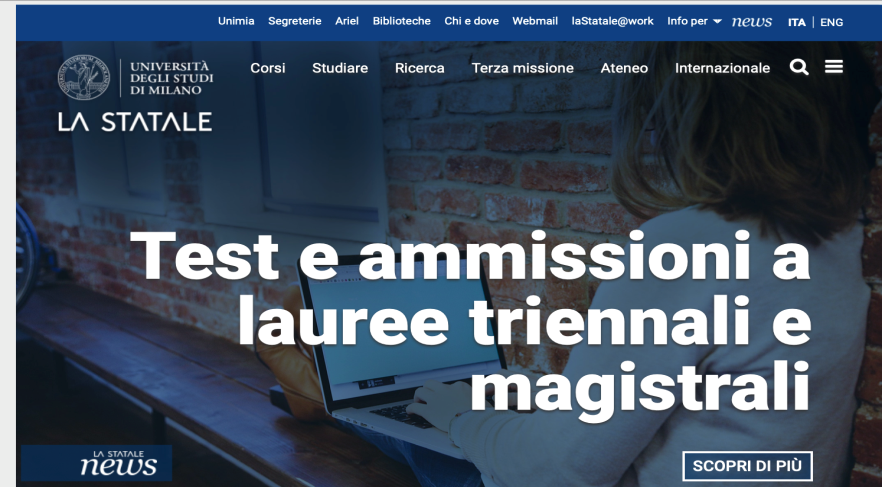 Unimia Segreterie Ariel Biblioteche Chi e dove Webmail laStatale@work Info per news ITA | ENG
UNIVERSITÀ
DEGLI STUDI
DI MILANO
LA STATALE
Corsi Studiare Ricerca Terza missione Ateneo Internazionale
Test e ammissioni a
lauree triennali e
magistrali
LA STATALE
news
SCOPRI DI PIÙ